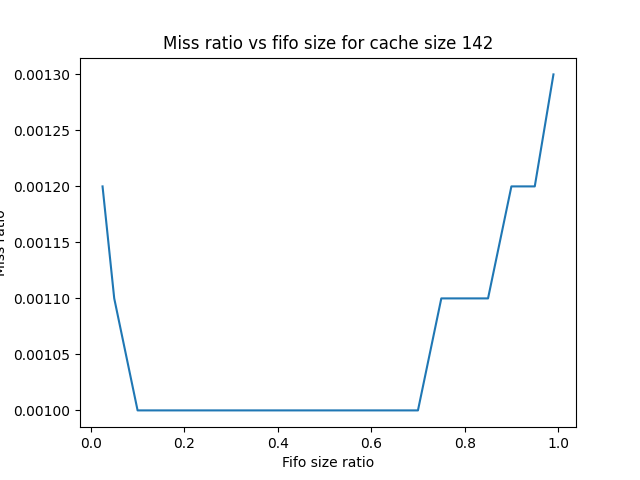 Miss ratio vs fifo size for cache size 142
0.00130
0.00125
0.00120
0.00115
0.00110
0.00105
0.00100
Miss ratio
0.0 0.2 0.4 0.6 0.8 1.0
Fifo size ratio